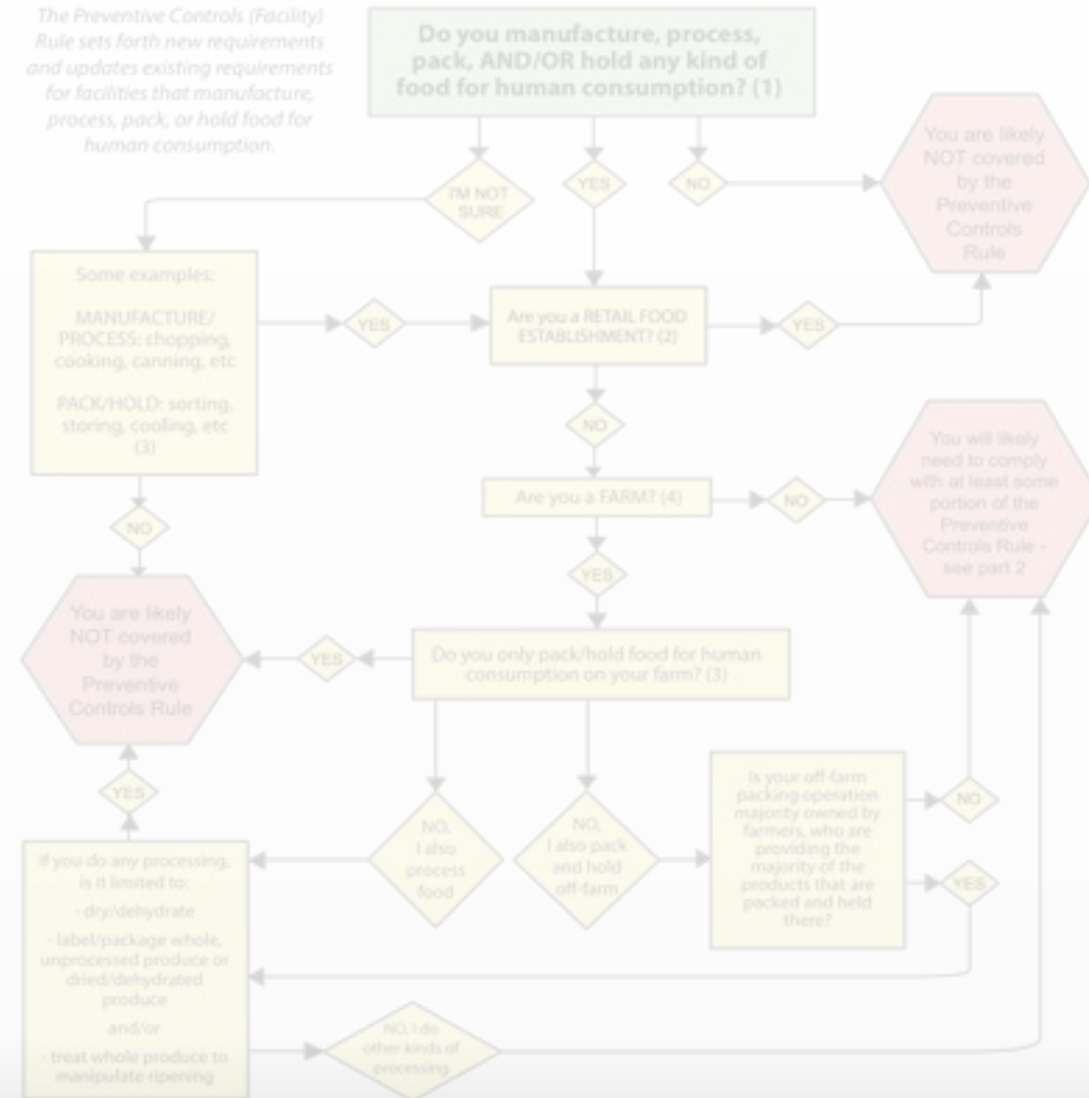 The Preventive Controls (Facility)
Rule sets forth new requirements
and updates existing requirements
for facilities that manufacture,
process, pack, or hold food for
human consumption.
Do you manufacture, process,
pack, AND/OR hold any kind of
food for human consumption? (1)
I'M NOT
SURE
YES
NO
You are likely
NOT covered
by the
Preventive
Controls
Rule
Some examples:
MANUFACTURE/
PROCESS: chopping,
cooking, canning, etc
PACK/HOLD: sorting,
storing, cooling, etc
(3)
YES
Are you a RETAIL FOOD
ESTABLISHMENT? (2)
YES
NO
Are you a FARM? (4)
NO
You will likely
need to comply
with at least some
portion of the
Preventive
Controls Rule -
see part 2
NO
YES
You are likely
NOT covered
by the
Preventive
Controls Rule
YES
Do you only pack/hold food for human
consumption on your farm? (3)
YES
NO,
I also
process
food
NO,
I also pack
and hold
off-farm
Is your off-farm
packing operation
majority owned by
farmers, who are
providing the
majority of the
products that are
packed and held
there?
NO
YES
If you do any processing,
is it limited to:
- dry/dehydrate
- label/package whole,
unprocessed produce or
dried/dehydrated
produce
and/or
- treat whole produce to
manipulate ripening
NO, I do
other kinds of
processing